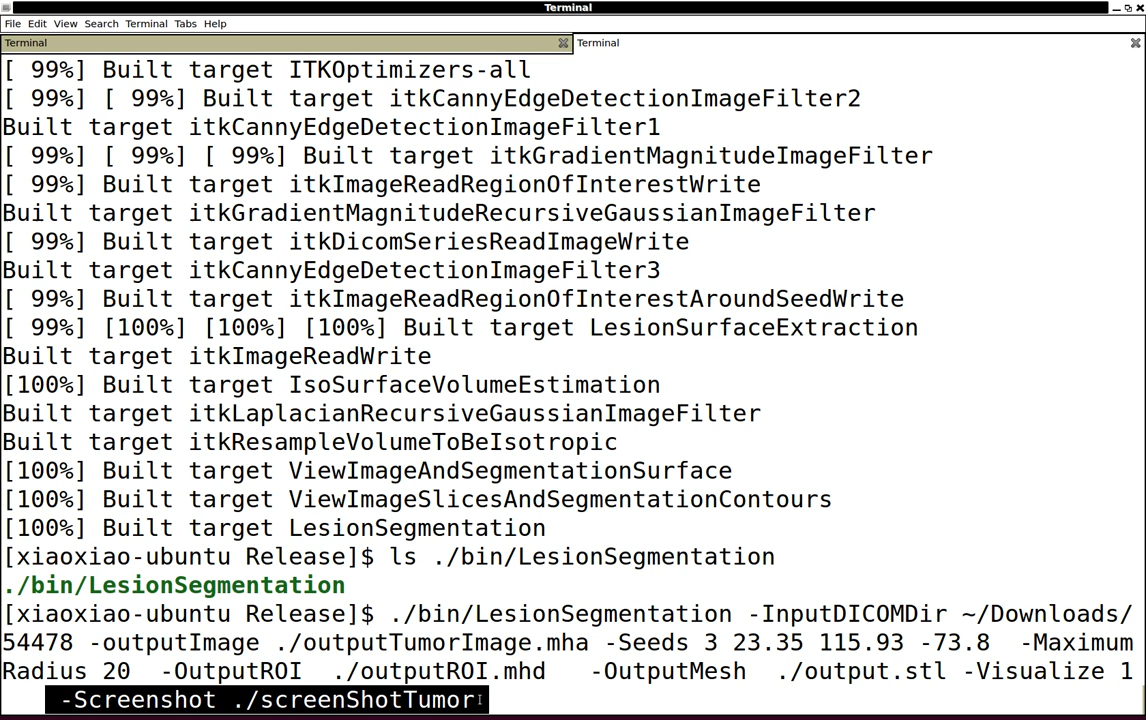 Terminal
File Edit View Search Terminal Tabs Help
Terminal Terminal
[ 99%] Built target ITKOptimizers-all
[ 99%] [ 99%] Built target itkCannyEdgeDetectionImageFilter2
Built target itkCannyEdgeDetectionImageFilter1
[ 99%] [ 99%] [ 99%] Built target itkGradientMagnitudeImageFilter
[ 99%] Built target itkImageReadRegionOfInterestWrite
Built target itkGradientMagnitudeRecursiveGaussianImageFilter
[ 99%] Built target itkDicomSeriesReadImageWrite
Built target itkCannyEdgeDetectionImageFilter3
[ 99%] Built target itkImageReadRegionOfInterestAroundSeedWrite
[ 99%] [100%] [100%] [100%] Built target LesionSurfaceExtraction
Built target itkImageReadWrite
[100%] Built target IsoSurfaceVolumeEstimation
Built target itkLaplacianRecursiveGaussianImageFilter
Built target itkResampleVolumeToBeIsotropic
[100%] Built target ViewImageAndSegmentationSurface
[100%] Built target ViewImageSlicesAndSegmentationContours
[100%] Built target LesionSegmentation
[xiaoxiao-ubuntu Release]$ ls ./bin/LesionSegmentation
./bin/LesionSegmentation
[xiaoxiao-ubuntu Release]$ ./bin/LesionSegmentation -InputDICOMDir ~/Downloads/
54478 -outputImage ./outputTumorImage.mha -Seeds 3 23.35 115.93 -73.8  -Maximum
Radius 20  -OutputROI  ./outputROI.mhd   -OutputMesh  ./output.stl -Visualize 1
-Screenshot ./screenShotTumor